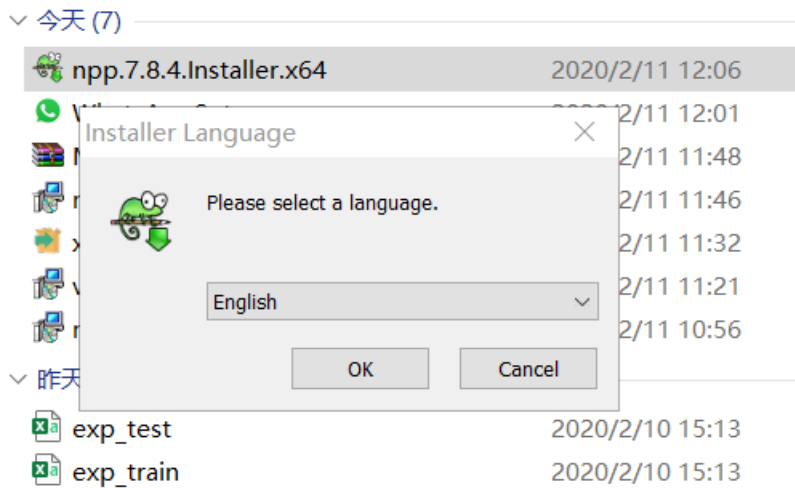 今天 (7)
npp.7.8.4.Installer.x64 2020/2/11 12:06
2/11 12:01
Installer Language
2/11 11:48
Please select a language.
2/11 11:46
2/11 11:32
English
2/11 11:21
2/11 10:56
OK Cancel
昨天
exp_test 2020/2/10 15:13
exp_train 2020/2/10 15:13